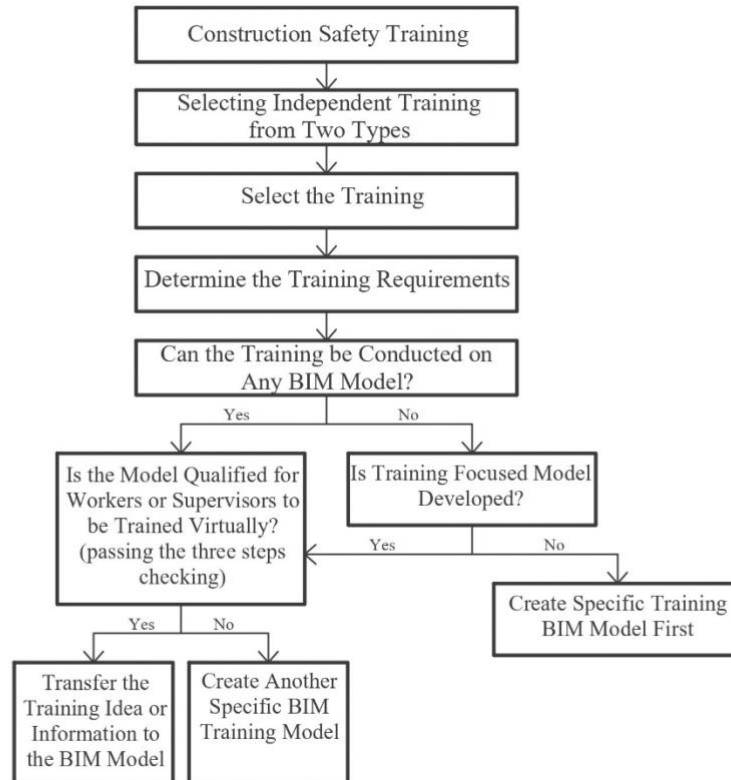 Construction Safety Training
Selecting Independent Training
from Two Types
Select the Training
Determine the Training Requirements
Can the Training be Conducted on
Any BIM Model?
Yes
No
Is the Model Qualified for
Workers or Supervisors to
be Trained Virtually?
(passing the three steps
checking)
Is Training Focused Model
Developed?
Yes
No
Create Specific Training
BIM Model First
Yes
No
Transfer the
Training Idea or
Information to
the BIM Model
Create Another
Specific BIM
Training Model